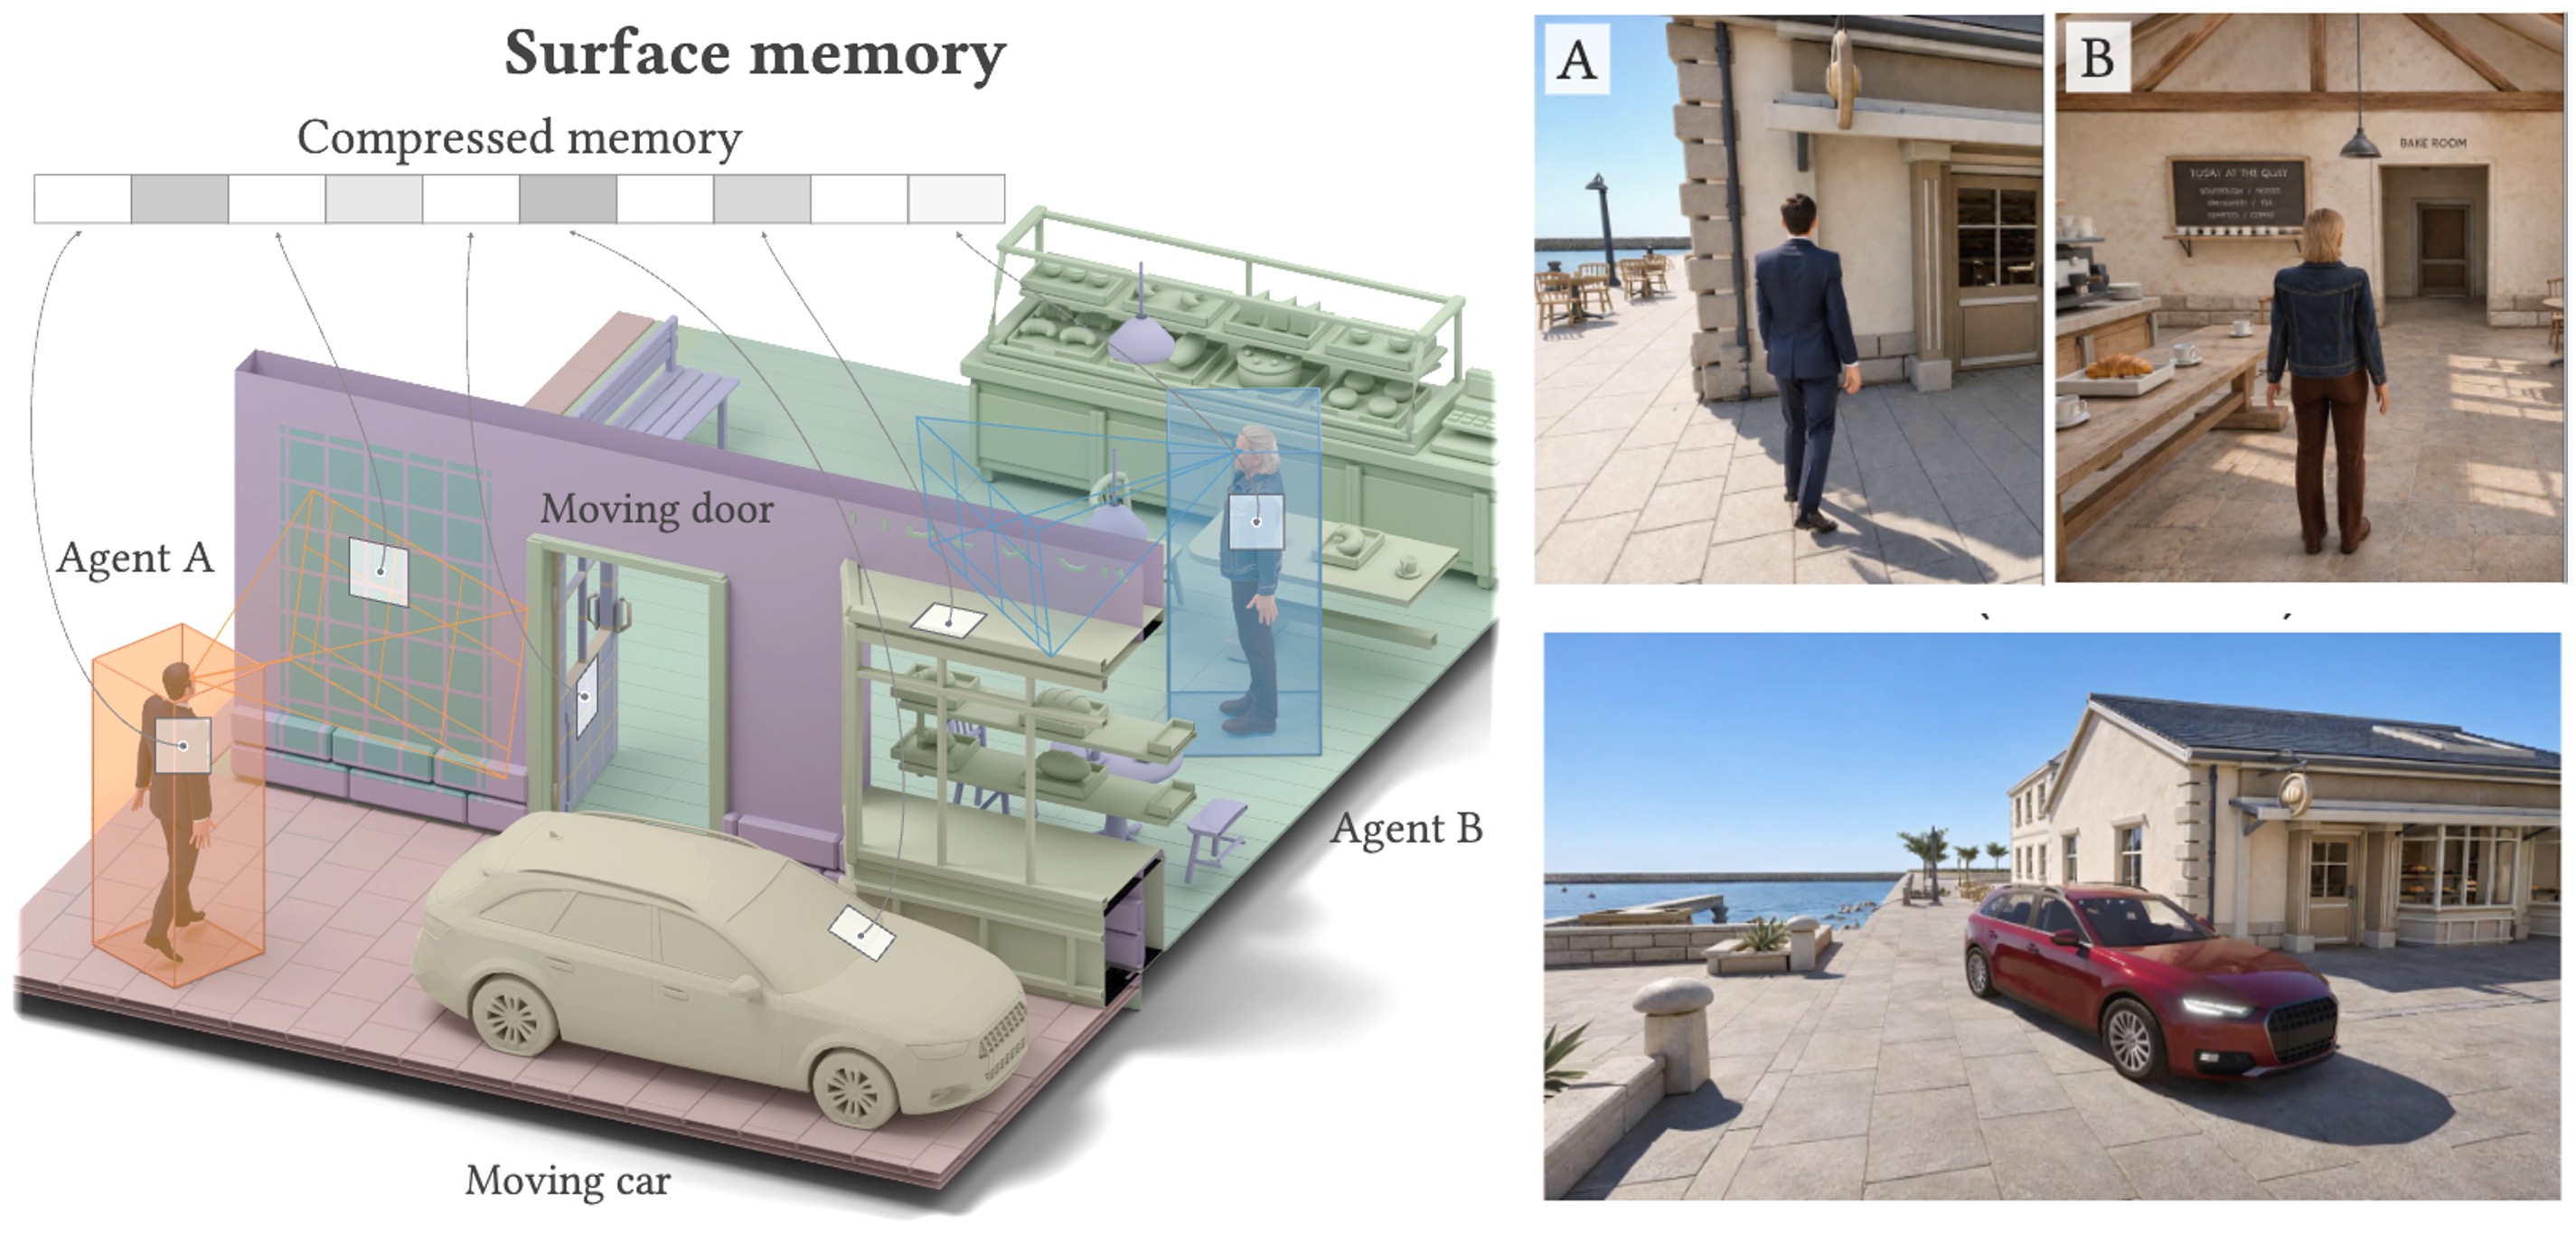 Surface memory
Compressed memory
Moving door
Agent A
Agent B
Moving car
A
B
BAKE ROOM
TODAY AT THE QUAY